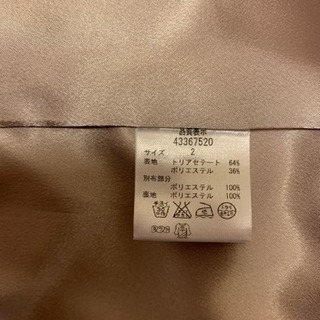 品質表示
43367520
サイズ 2
表地 トリアセテート 64%
ポリエステル 36%
別布部分
ポリエステル 100%
裏地 ポリエステル 100%